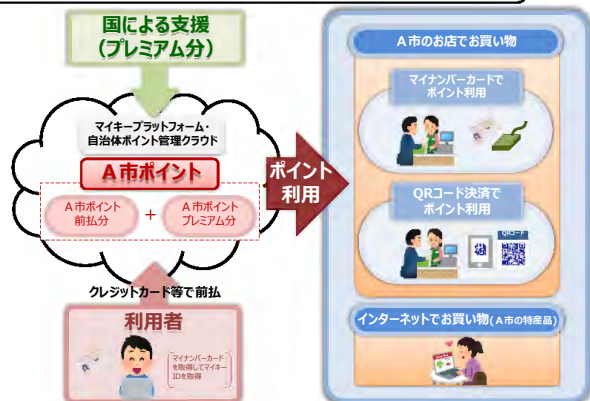 国による支援
（プレミアム分）
マイキープラットフォーム・
自治体ポイント管理クラウド
A市ポイント
A市ポイント
前払分
+
A市ポイント
プレミアム分
クレジットカード等で前払
利用者
マイナンバーカード
を取得してマイキー
IDを取得
ポイント
利用
A市のお店でお買い物
マイナンバーカードで
ポイント利用
QRコード決済で
ポイント利用
QRコード
インターネットでお買い物(A市の特産品)